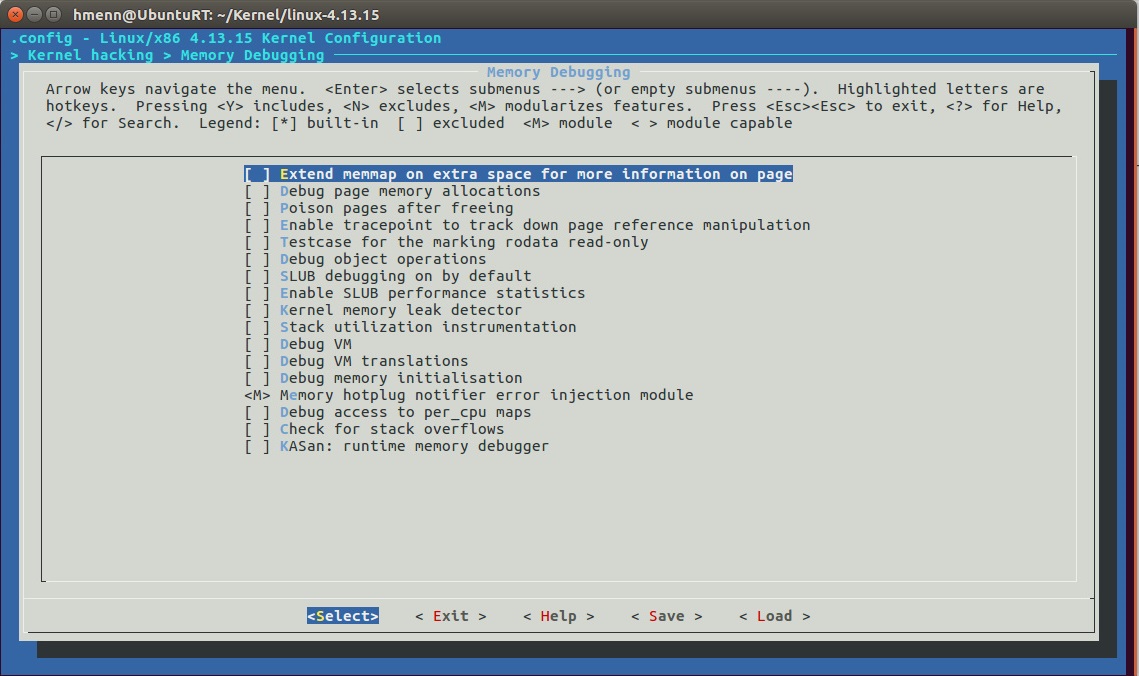 hmenn@UbuntuRT: ~/Kernel/linux-4.13.15
.config - Linux/x86 4.13.15 Kernel Configuration
> Kernel hacking > Memory Debugging
Memory Debugging
Arrow keys navigate the menu.  <Enter> selects submenus ---> (or empty submenus ----).  Highlighted letters are
hotkeys.  Pressing <Y> includes, <N> excludes, <M> modularizes features.  Press <Esc><Esc> to exit, <?> for Help,
</> for Search.  Legend: [*] built-in  [ ] excluded  <M> module  < > module capable
[ ] Extend memmap on extra space for more information on page
[ ] Debug page memory allocations
[ ] Poison pages after freeing
[ ] Enable tracepoint to track down page reference manipulation
[ ] Testcase for the marking rodata read-only
[ ] Debug object operations
[ ] SLUB debugging on by default
[ ] Enable SLUB performance statistics
[ ] Kernel memory leak detector
[ ] Stack utilization instrumentation
[ ] Debug VM
[ ] Debug VM translations
[ ] Debug memory initialisation
<M> Memory hotplug notifier error injection module
[ ] Debug access to per_cpu maps
[ ] Check for stack overflows
[ ] KASan: runtime memory debugger
<Select>    < Exit >    < Help >    < Save >    < Load >